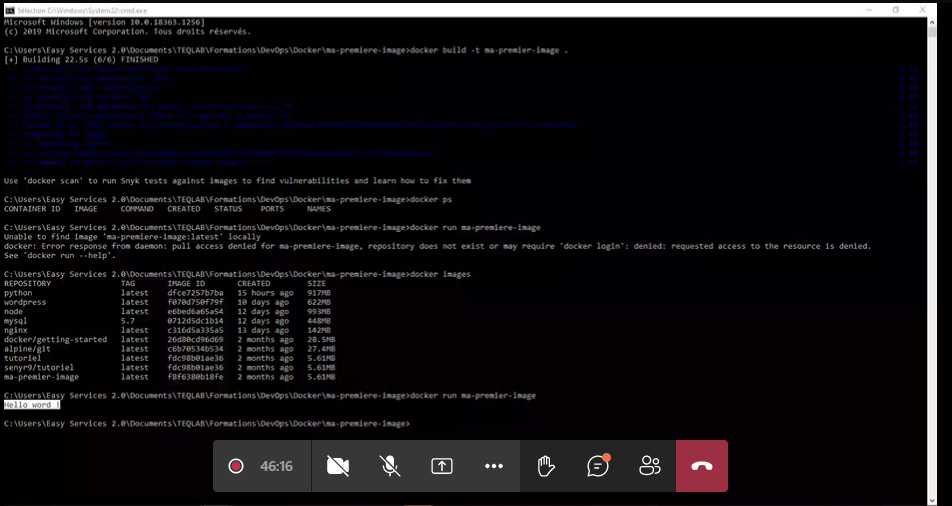 Sélection C:\Windows\System32\cmd.exe
Microsoft Windows [version 10.0.18363.1256]
(c) 2019 Microsoft Corporation. Tous droits réservés.
C:\Users\Easy Services 2.0\Documents\TEQLAB\Formations\DevOps\Docker\ma-premiere-image>docker build -t ma-premier-image .
[+] Building 22.5s (6/6) FINISHED
Use 'docker scan' to run Snyk tests against images to find vulnerabilities and learn how to fix them
C:\Users\Easy Services 2.0\Documents\TEQLAB\Formations\DevOps\Docker\ma-premiere-image>docker ps
CONTAINER ID IMAGE COMMAND CREATED STATUS PORTS NAMES
C:\Users\Easy Services 2.0\Documents\TEQLAB\Formations\DevOps\Docker\ma-premiere-image>docker run ma-premiere-image
Unable to find image 'ma-premiere-image:latest' locally
docker: Error response from daemon: pull access denied for ma-premiere-image, repository does not exist or may require 'docker login': denied: requested access to the resource is denied.
See 'docker run --help'.
C:\Users\Easy Services 2.0\Documents\TEQLAB\Formations\DevOps\Docker\ma-premiere-image>docker images
REPOSITORY TAG IMAGE ID CREATED SIZE
python latest dfce7257b7ba 15 hours ago 917MB
wordpress latest f070d750f79f 10 days ago 622MB
node latest e6bed6a65a54 12 days ago 993MB
mysql 5.7 0712d5dc1b14 12 days ago 448MB
nginx latest c316d5a335a5 13 days ago 142MB
docker/getting-started latest 26d80cd96d69 2 months ago 28.5MB
alpine/git latest c6b70534b534 2 months ago 27.4MB
tutoriel latest fdc98b01ae36 2 months ago 5.61MB
senyr9/tutoriel latest fdc98b01ae36 2 months ago 5.61MB
ma-premier-image latest f8f6380b18fe 2 months ago 5.61MB
C:\Users\Easy Services 2.0\Documents\TEQLAB\Formations\DevOps\Docker\ma-premiere-image>docker run ma-premier-image
Hello word !
C:\Users\Easy Services 2.0\Documents\TEQLAB\Formations\DevOps\Docker\ma-premiere-image>
46:16